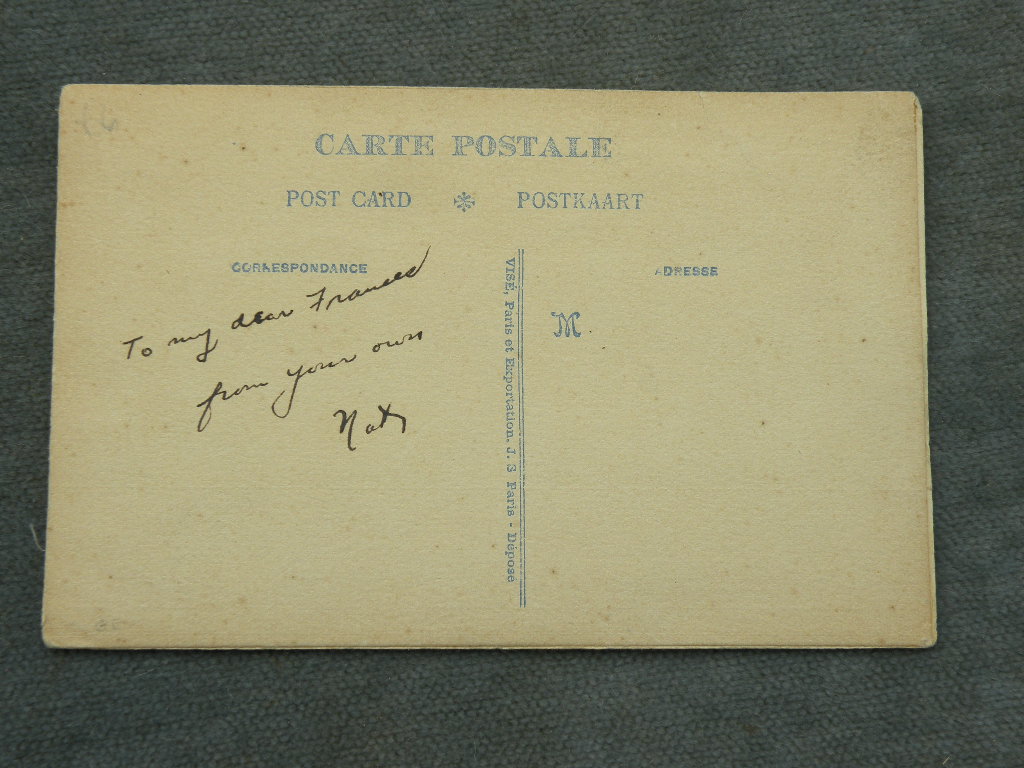 CARTE POSTALE
POST CARD POSTKAART
CORRESPONDANCE
To my dear Frances
from your own
VISÉ, Paris et Exportation. J. S Paris - Déposé
ADRESSE
M